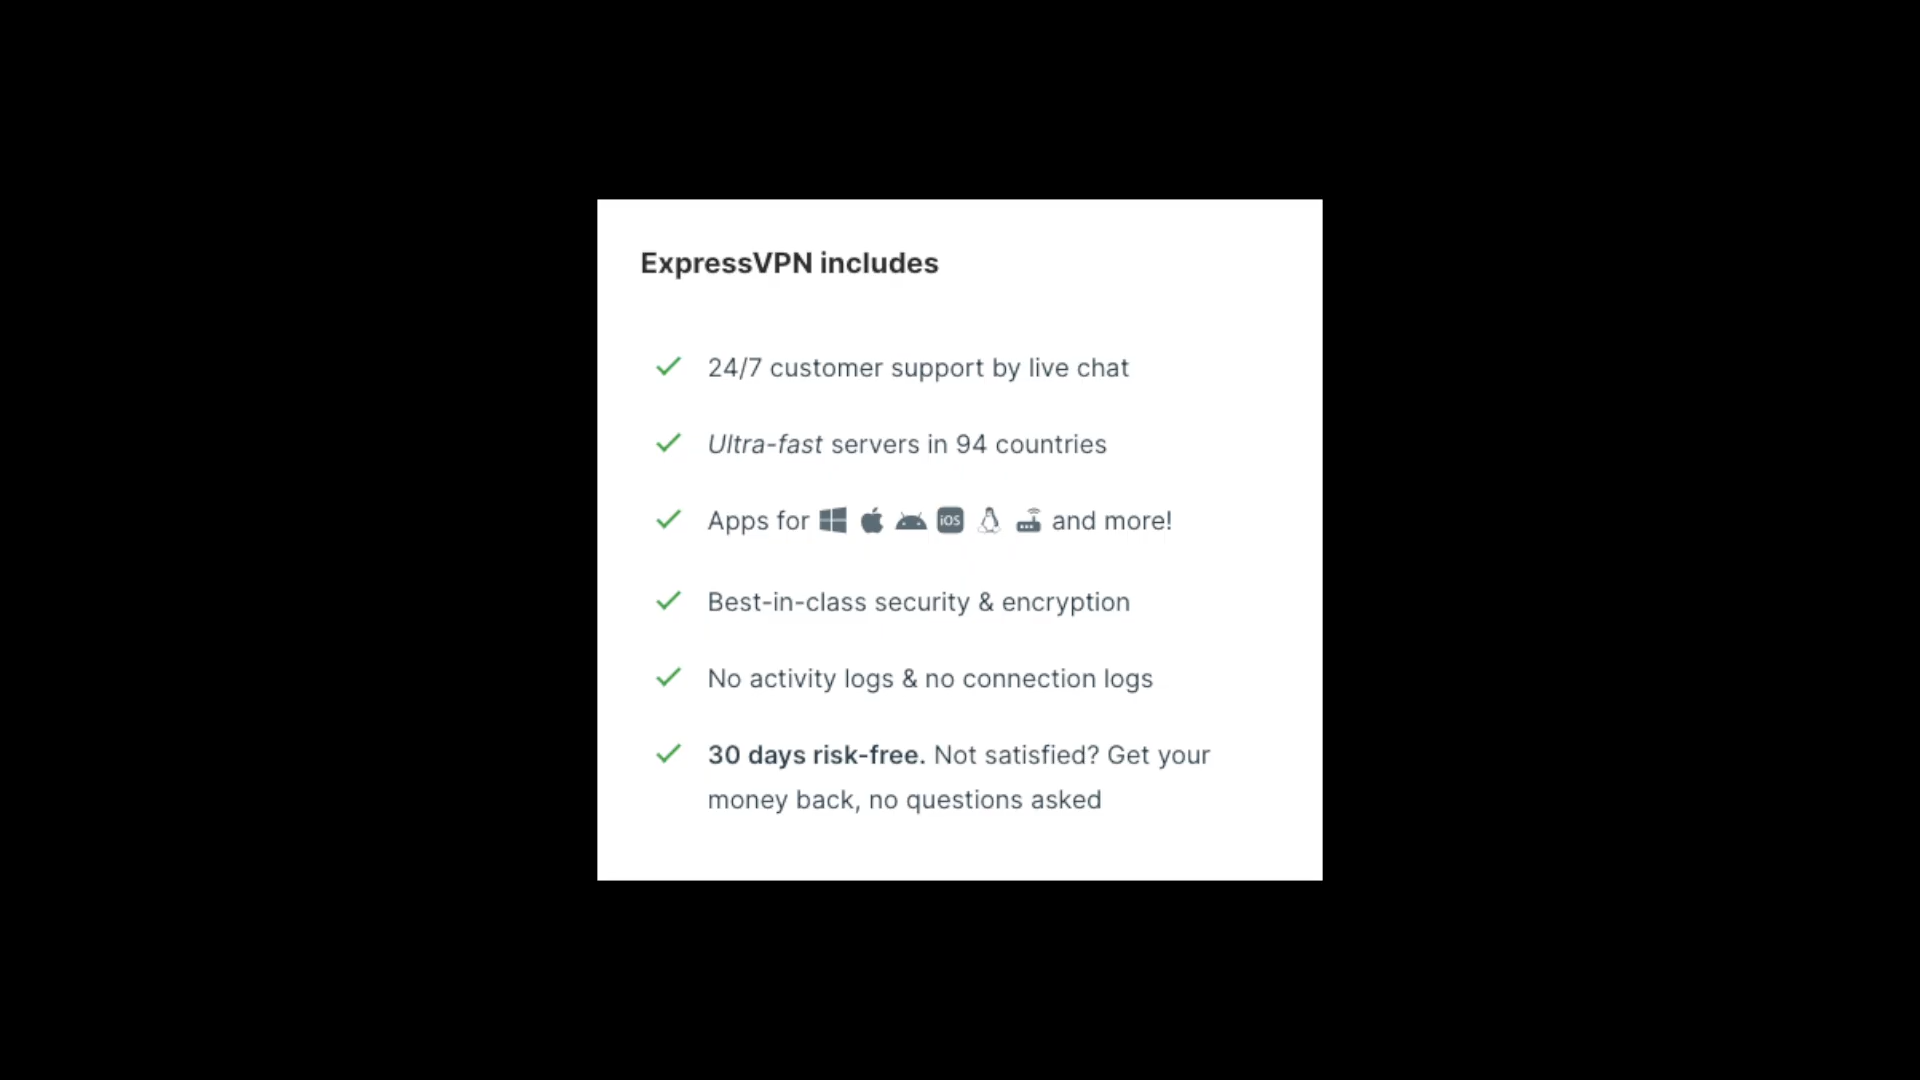 ExpressVPN includes
24/7 customer support by live chat
Ultra-fast servers in 94 countries
Apps for iOS and more!
Best-in-class security & encryption
No activity logs & no connection logs
30 days risk-free. Not satisfied? Get your
money back, no questions asked